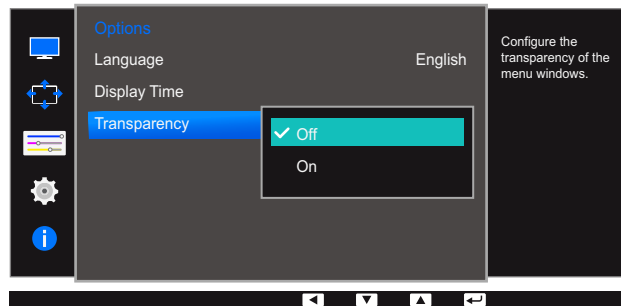 Options
Language English
Display Time
Transparency
Off
On
Configure the
transparency of the
menu windows.